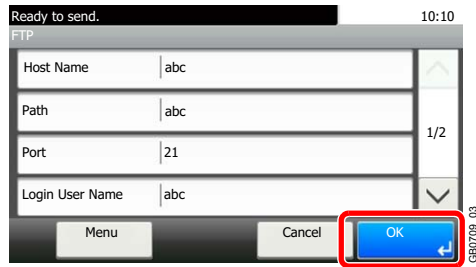 Ready to send. 10:10
FTP
Host Name abc
Path abc
1/2
Port 21
Login User Name abc
Menu Cancel OK
GB0709_03